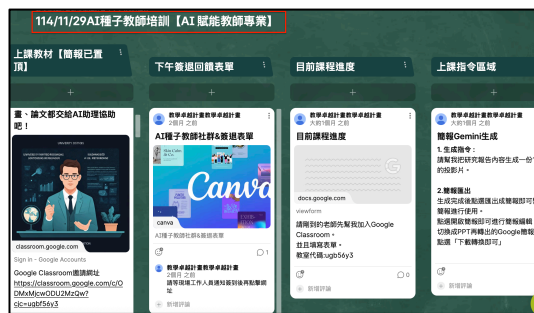 114/11/29AI種子教師培訓【AI 賦能教師專業】
上課教材【簡報已置
頂】
畫、論文都交給AI助理協助
吧！
classroom.google.com
Sign in - Google Accounts
Google Classroom邀請網址
https://classroom.google.com/c/O
DMxMjcwODU2MzQw?
cjc=ugbf56y3
下午簽退回饋表單
教學卓越計畫教學卓越計畫
2個月 之前
AI種子教師社群&簽退表單
Canva
canva
AI種子教師社群&簽退表單
1
教學卓越計畫教學卓越計畫
2個月 之前
請等現場工作人員通知簽到後再點擊網
址
新增評論
目前課程進度
教學卓越計畫教學卓越計畫
大約1個月 之前
目前課程進度
G
docs.google.com
viewform
請剛到的老師先幫我加入Google
Classroom。
並且填寫表單。
教室代碼:ugb56y3
0
新增評論
上課指令區域
教學卓越計畫教學卓越計畫
大約1個月 之前
簡報Gemini生成
1. 生成指令：
請幫我把研究報告內容生成一份
的投影片。
2.簡報匯出
生成完成後點選匯出成簡報即可
簡報進行使用。
點選開啟簡報即可進行簡報編輯
切換成PPT再轉出的Google簡報
點選「下載轉換即可」
新增評論